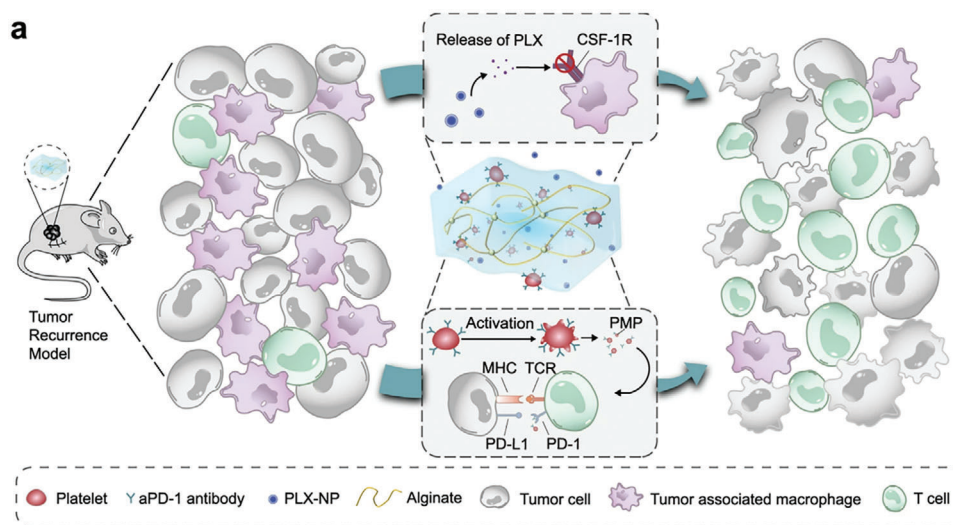 a
Release of PLX
CSF-1R
Tumor
Recurrence
Model
Activation
PMP
MHC
TCR
PD-L1
PD-1
Platelet
aPD-1 antibody
PLX-NP
Alginate
Tumor cell
Tumor associated macrophage
T cell